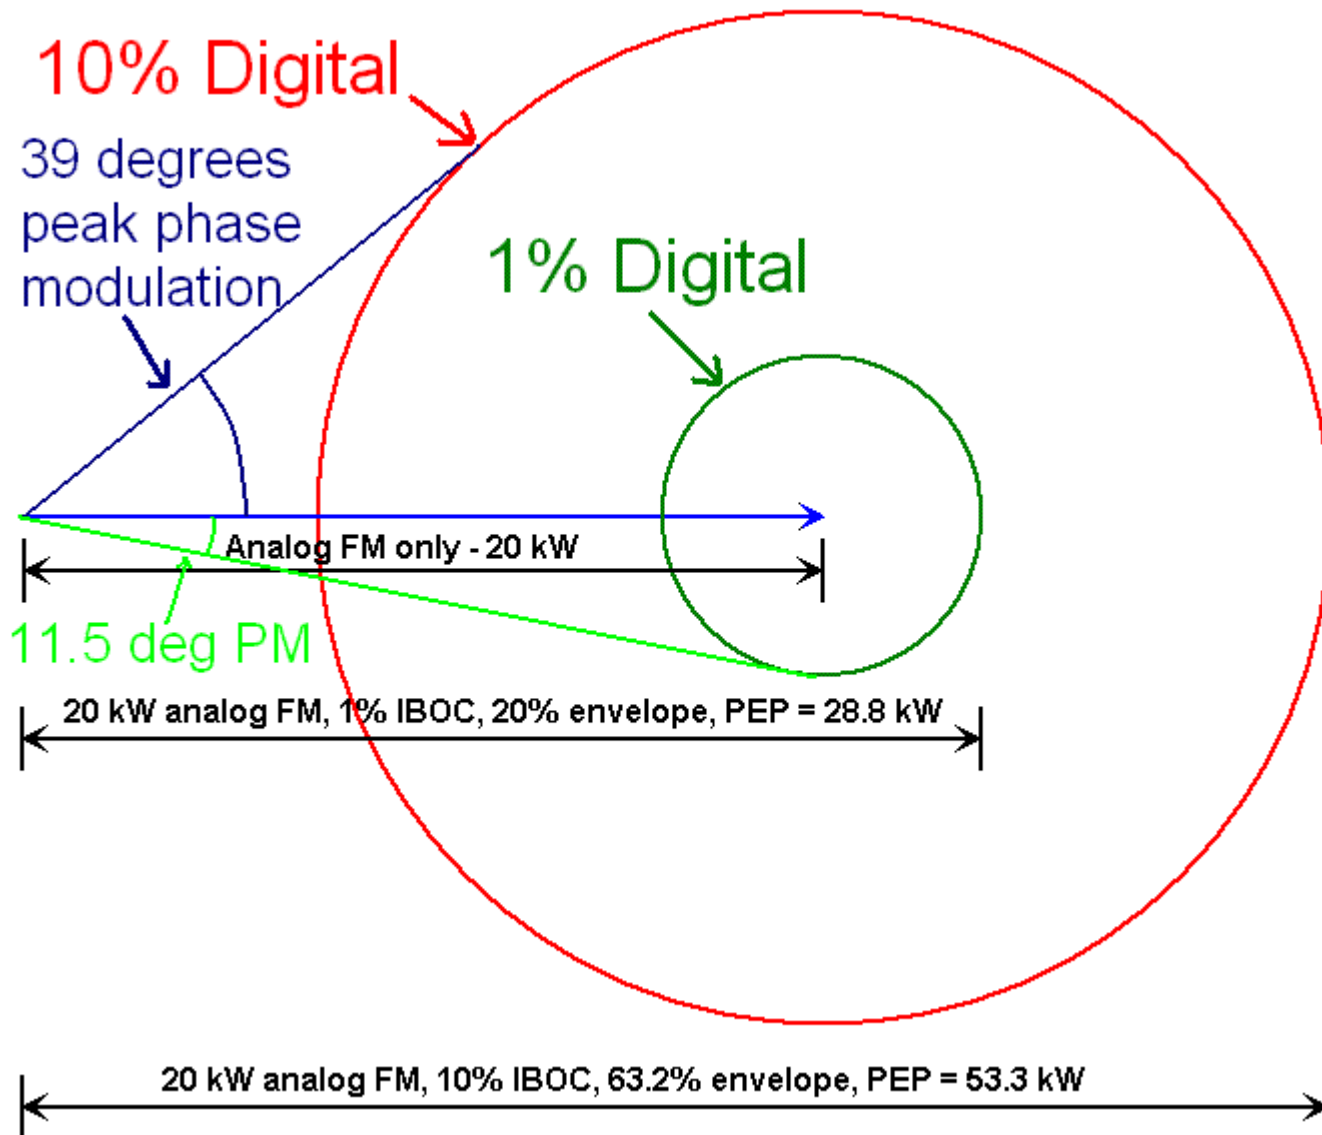 10% Digital
39 degrees
peak phase
modulation
1% Digital
Analog FM only - 20 kW
11.5 deg PM
20 kW analog FM, 1% IBOC, 20% envelope, PEP = 28.8 kW
20 kW analog FM, 10% IBOC, 63.2% envelope, PEP = 53.3 kW